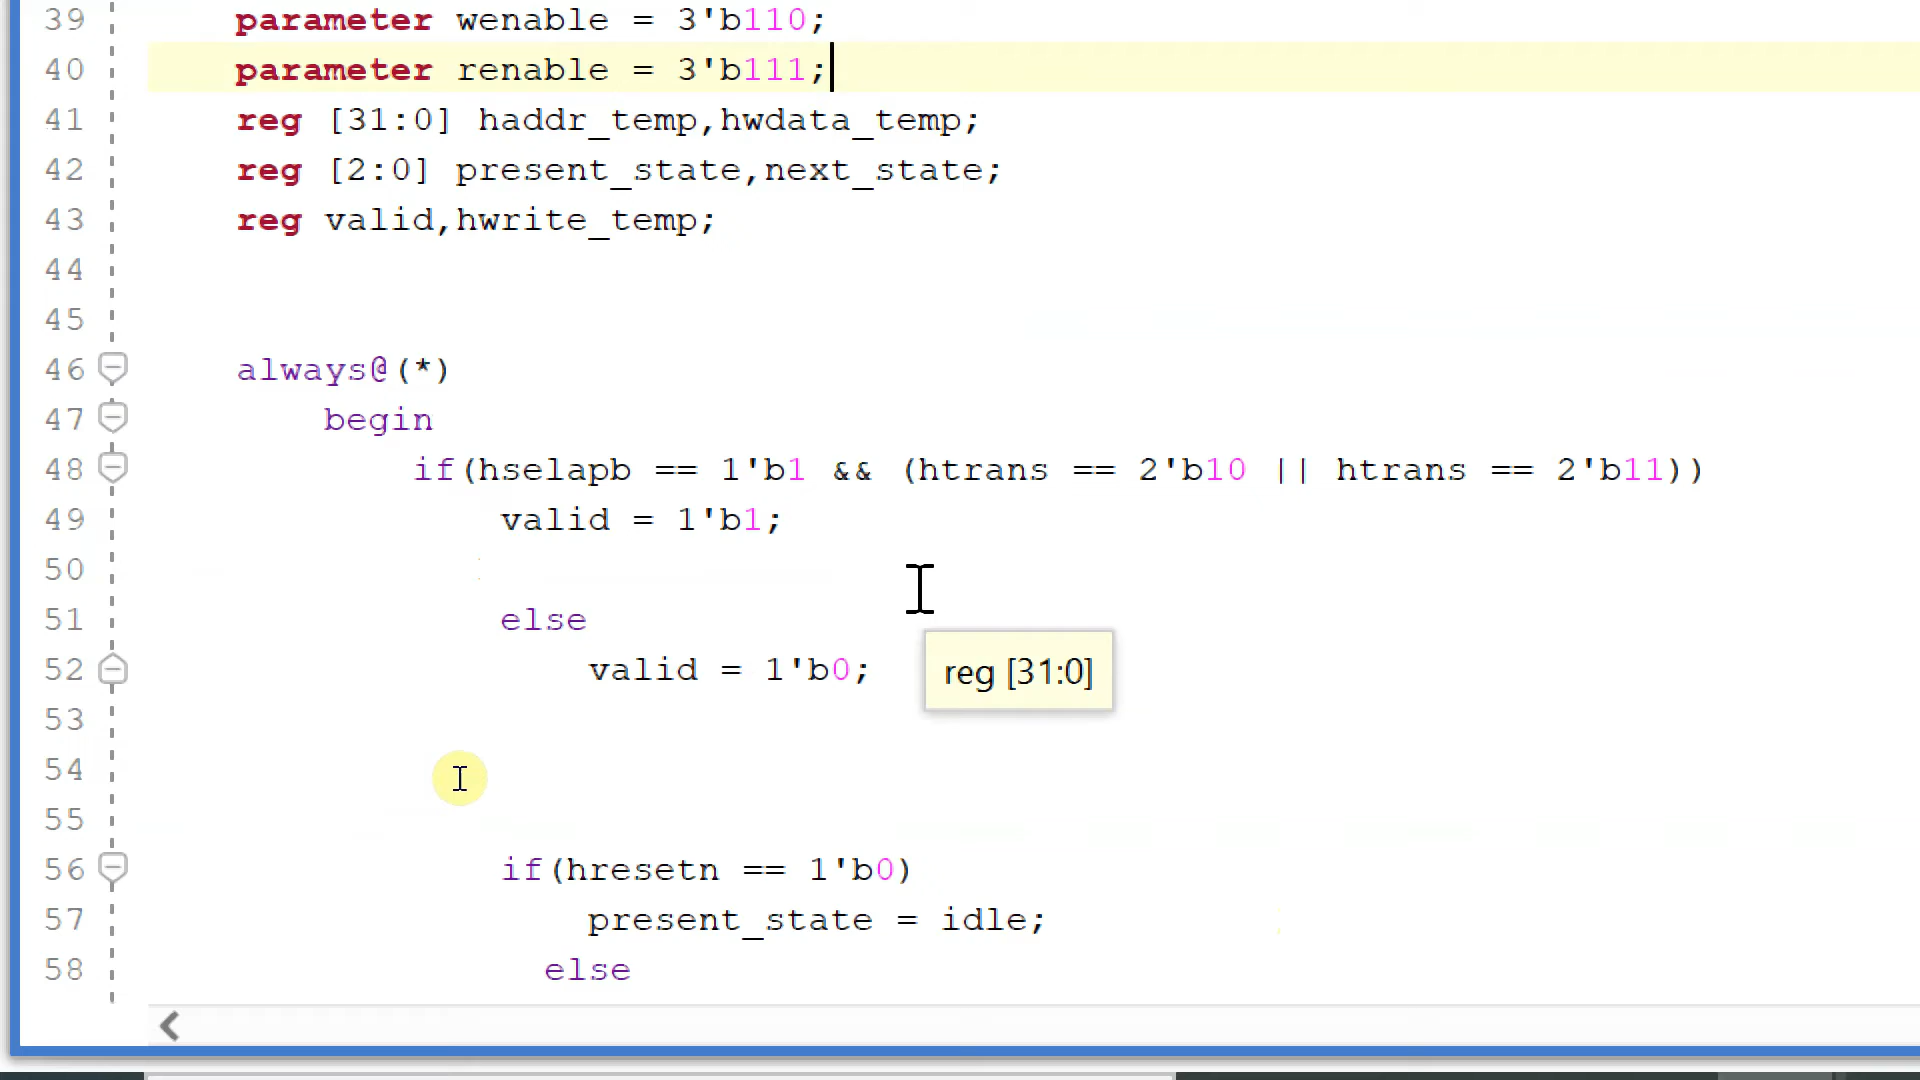 39 parameter wenable = 3'b110;
40 parameter renable = 3'b111;
41 reg [31:0] haddr_temp,hwdata_temp;
42 reg [2:0] present_state,next_state;
43 reg valid,hwrite_temp;
44
45
46 always@(*)
47 begin
48 if(hselapb == 1'b1 && (htrans == 2'b10 || htrans == 2'b11))
49 valid = 1'b1;
50
51 else
52 valid = 1'b0;
reg [31:0]
53
54
55
56 if(hresetn == 1'b0)
57 present_state = idle;
58 else